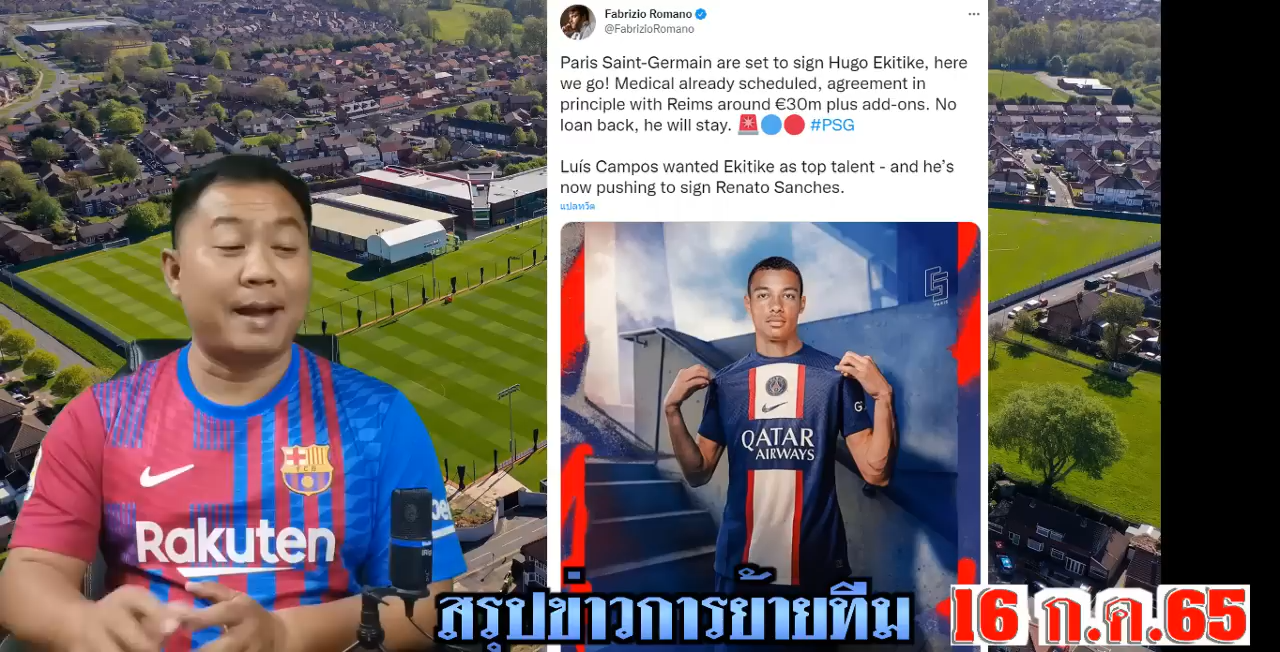 Fabrizio Romano
@FabrizioRomano
Paris Saint-Germain are set to sign Hugo Ekitike, here
we go! Medical already scheduled, agreement in
principle with Reims around €30m plus add-ons. No
loan back, he will stay. 🚨🔵🔴 #PSG
Luís Campos wanted Ekitike as top talent - and he's
now pushing to sign Renato Sanches.
แปลทวีต
PARIS
QATAR
AIRWAYS
FCB
Rakuten
สรุปข่าวการย้ายทีม
16 ก.ค.65